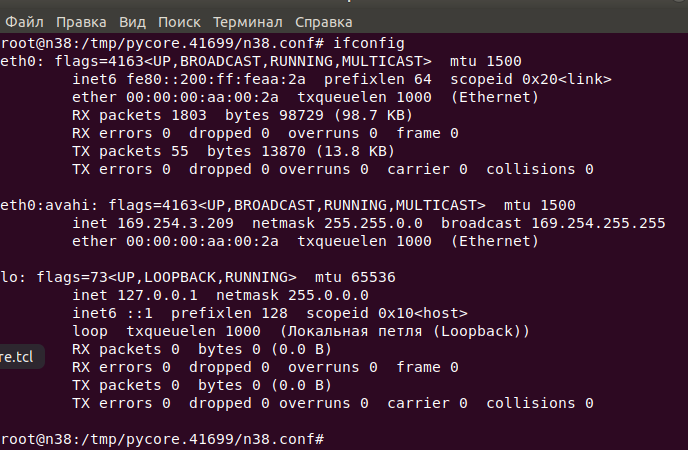 Файл Правка Вид Поиск Терминал Справка
root@n38:/tmp/pycore.41699/n38.conf# ifconfig
eth0: flags=4163<UP,BROADCAST,RUNNING,MULTICAST>  mtu 1500
        inet6 fe80::200:ff:feaa:2a  prefixlen 64  scopeid 0x20<link>
        ether 00:00:00:aa:00:2a  txqueuelen 1000  (Ethernet)
        RX packets 1803  bytes 98729 (98.7 KB)
        RX errors 0  dropped 0  overruns 0  frame 0
        TX packets 55  bytes 13870 (13.8 KB)
        TX errors 0  dropped 0 overruns 0  carrier 0  collisions 0

eth0:avahi: flags=4163<UP,BROADCAST,RUNNING,MULTICAST>  mtu 1500
        inet 169.254.3.209  netmask 255.255.0.0  broadcast 169.254.255.255
        ether 00:00:00:aa:00:2a  txqueuelen 1000  (Ethernet)

lo: flags=73<UP,LOOPBACK,RUNNING>  mtu 65536
        inet 127.0.0.1  netmask 255.0.0.0
        inet6 ::1  prefixlen 128  scopeid 0x10<host>
        loop  txqueuelen 1000  (Локальная петля (Loopback))
re.tcl
        RX packets 0  bytes 0 (0.0 B)
        RX errors 0  dropped 0  overruns 0  frame 0
        TX packets 0  bytes 0 (0.0 B)
        TX errors 0  dropped 0 overruns 0  carrier 0  collisions 0

root@n38:/tmp/pycore.41699/n38.conf#